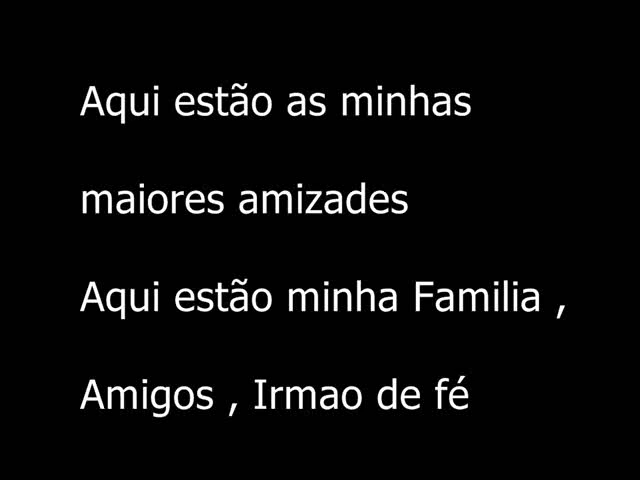 Aqui estão as minhas
maiores amizades
Aqui estão minha Familia ,
Amigos , Irmao de fé